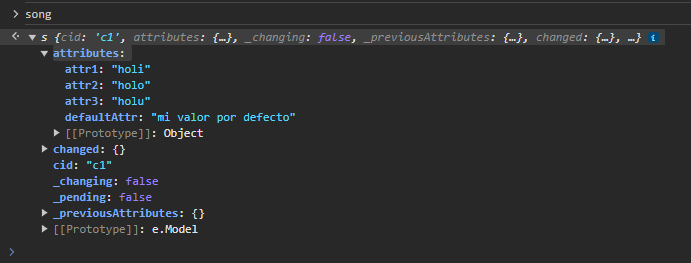 > song
s {cid: 'c1', attributes: {…}, _changing: false, _previousAttributes: {…}, changed: {…}, …} i
attributes:
attr1: "holi"
attr2: "holo"
attr3: "holu"
defaultAttr: "mi valor por defecto"
[[Prototype]]: Object
changed: {}
cid: "c1"
_changing: false
_pending: false
_previousAttributes: {}
[[Prototype]]: e.Model
>